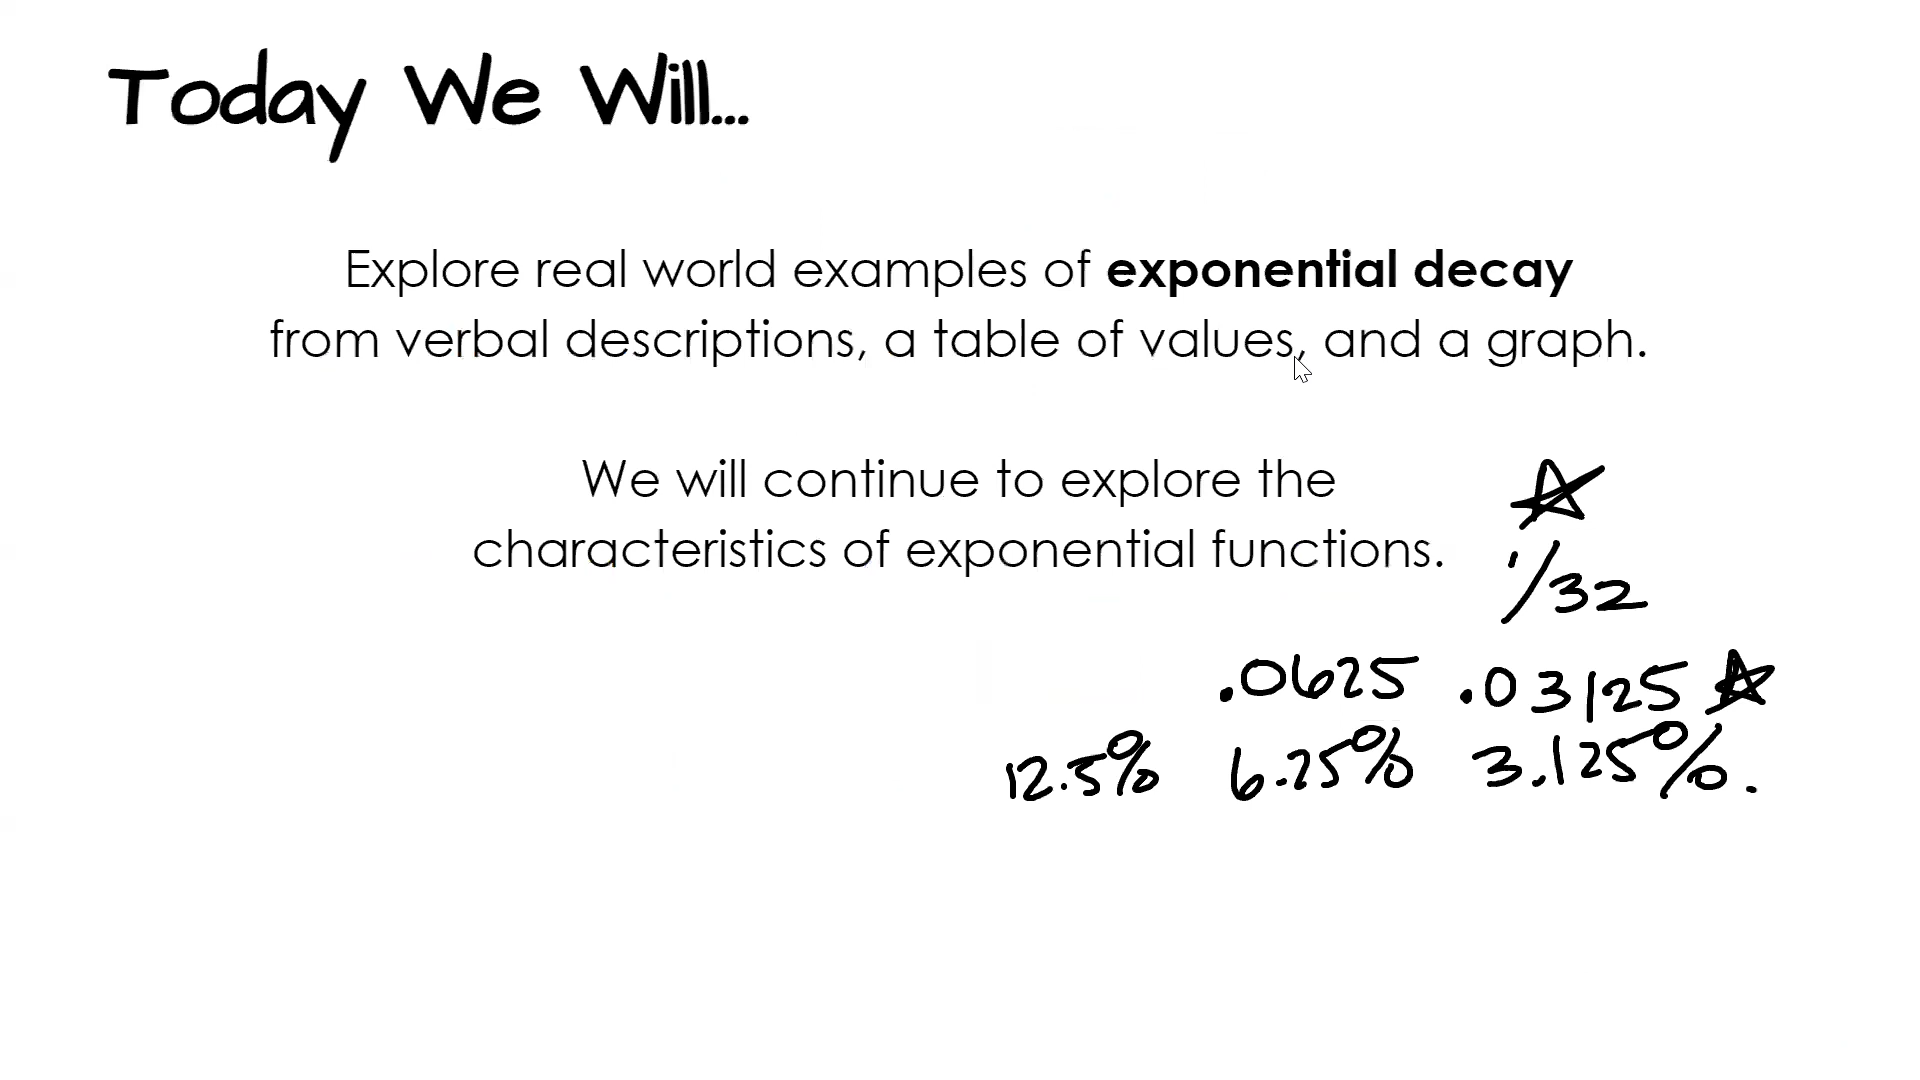 Today We Will...
Explore real world examples of exponential decay
from verbal descriptions, a table of values, and a graph.
We will continue to explore the
characteristics of exponential functions.
1/32
.0625 .03125
12.5% 6.25% 3.125%.